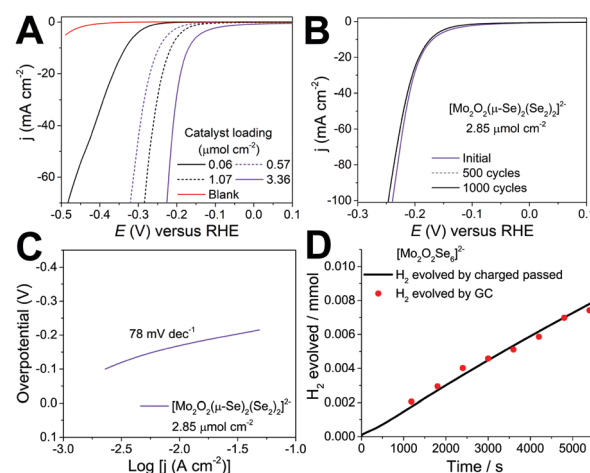 A
0
-20
-40
-60
j (mA cm-2)
Catalyst loading
(μmol cm-2)
0.06 0.57
1.07 3.36
Blank
-0.5 -0.4 -0.3 -0.2 -0.1 0.0 0.1
E (V) versus RHE
B
0
-20
-40
-60
-80
-100
j (mA cm-2)
[Mo2O2(μ-Se)2(Se2)2]2-
2.85 μmol cm-2
Initial
500 cycles
1000 cycles
-0.3 -0.2 -0.1 0.0 0.1
E (V) versus RHE
C
-0.4
-0.3
-0.2
-0.1
0.0
0.1
Overpotential (V)
78 mV dec-1
[Mo2O2(μ-Se)2(Se2)2]2-
2.85 μmol cm-2
-3.0 -2.5 -2.0 -1.5 -1.0
Log [j (A cm-2)]
D
0.010
0.008
0.006
0.004
0.002
0.000
H2 evolved / mmol
[Mo2O2Se6]2-
H2 evolved by charged passed
H2 evolved by GC
0 1000 2000 3000 4000 5000
Time / s